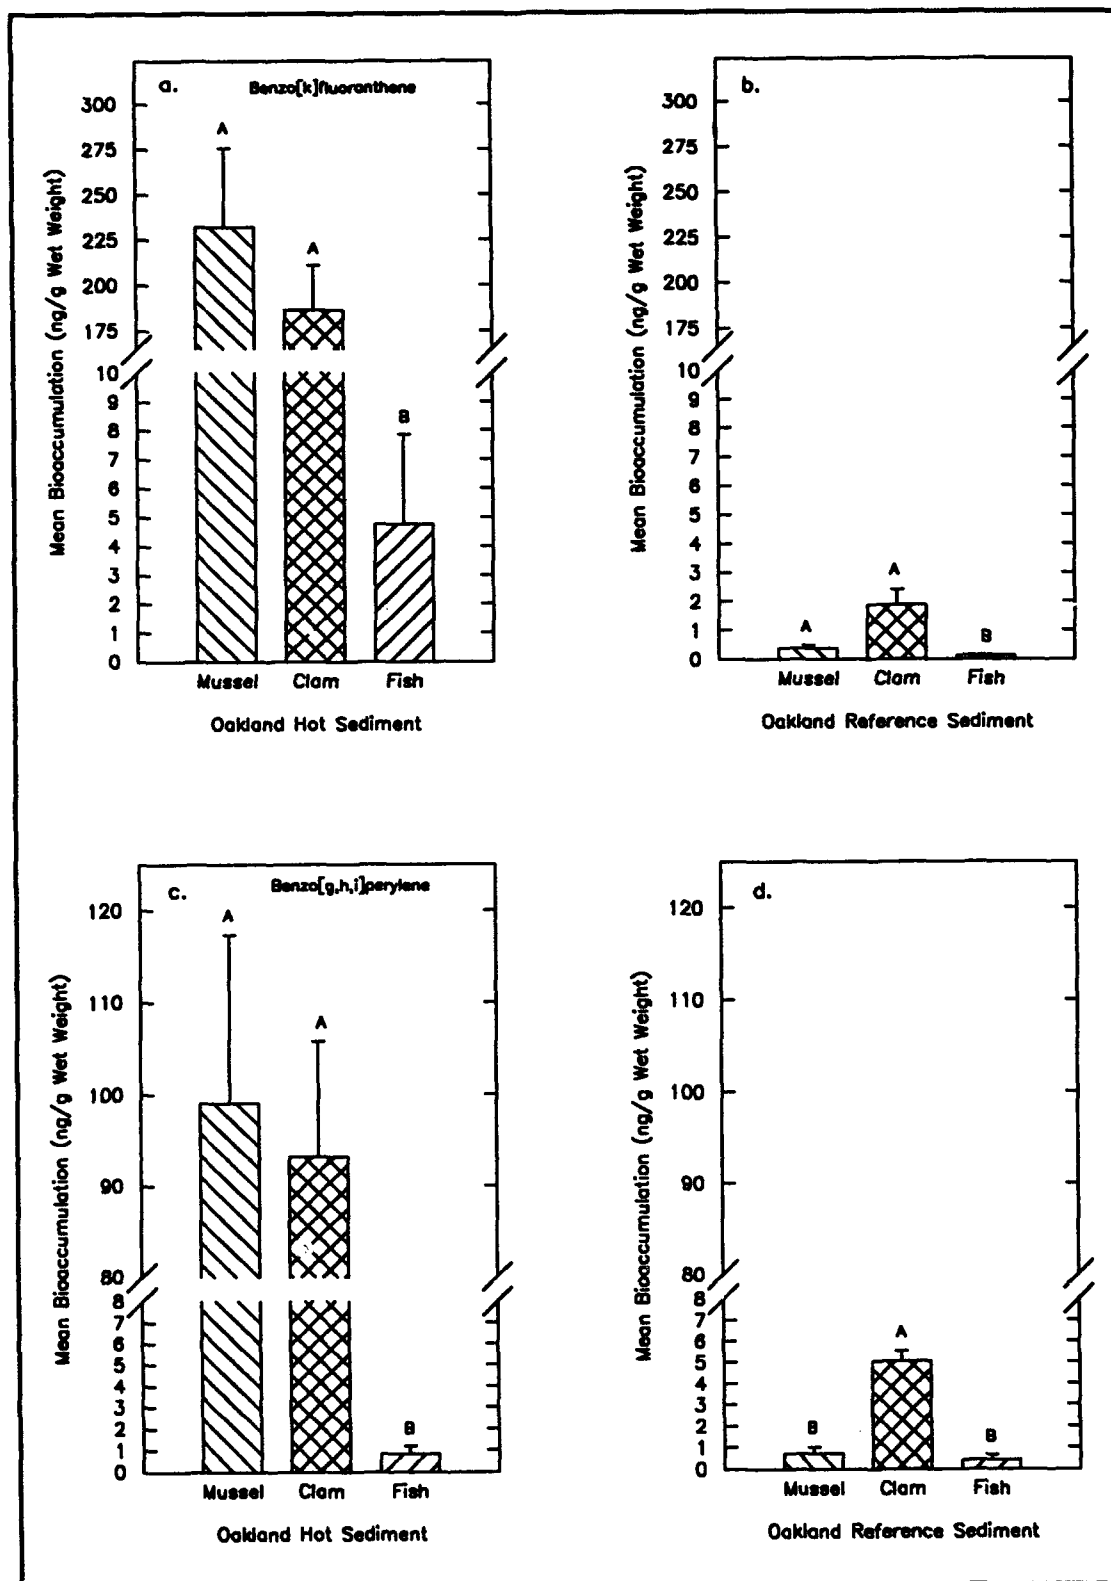 a.
Benzo[k]fluoranthene
Mean Bioaccumulation (ng/g Wet Weight)
300
275
250
225
200
175
10
9
8
7
6
5
4
3
2
1
0
A
A
B
Mussel Clam Fish
Oakland Hot Sediment
b.
Mean Bioaccumulation (ng/g Wet Weight)
300
275
250
225
200
175
10
9
8
7
6
5
4
3
2
1
0
A
A
B
Mussel Clam Fish
Oakland Reference Sediment
c.
Benzo[g,h,i]perylene
Mean Bioaccumulation (ng/g Wet Weight)
120
110
100
90
80
8
7
6
5
4
3
2
1
0
A
A
B
Mussel Clam Fish
Oakland Hot Sediment
d.
Mean Bioaccumulation (ng/g Wet Weight)
120
110
100
90
80
8
7
6
5
4
3
2
1
0
B
A
B
Mussel Clam Fish
Oakland Reference Sediment